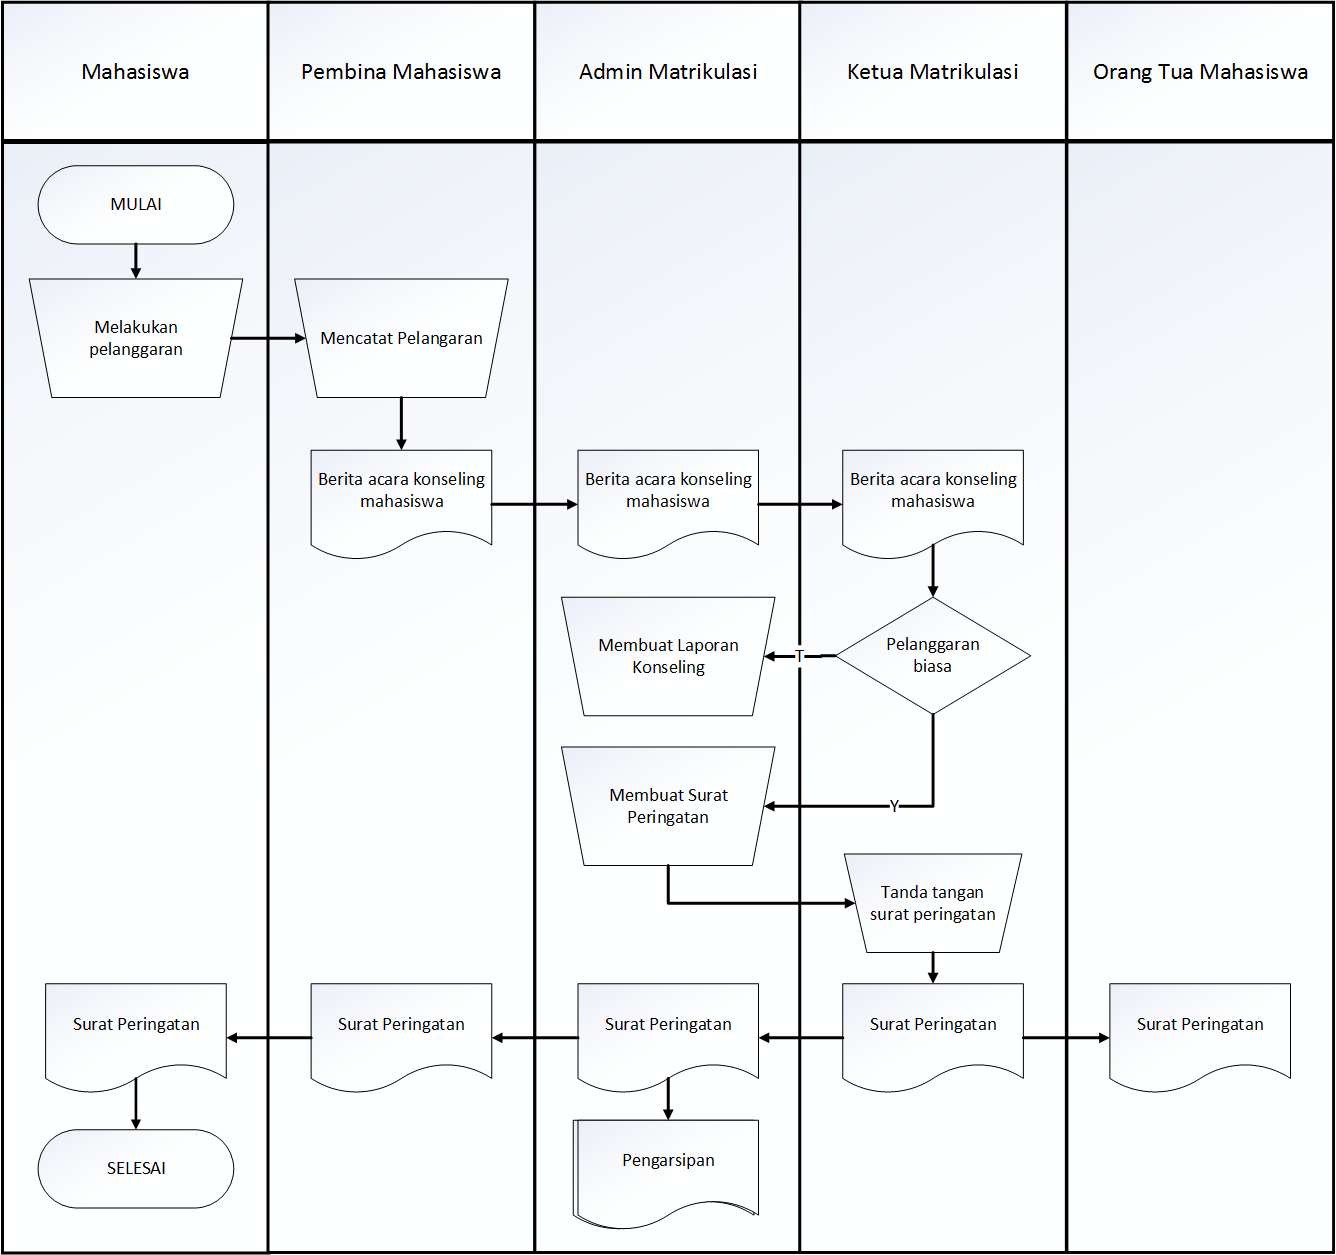 Mahasiswa
Pembina Mahasiswa
Admin Matrikulasi
Ketua Matrikulasi
Orang Tua Mahasiswa
MULAI
Melakukan
pelanggaran
Mencatat Pelangaran
Berita acara konseling
mahasiswa
Berita acara konseling
mahasiswa
Berita acara konseling
mahasiswa
Membuat Laporan
Konseling
T
Pelanggaran
biasa
Membuat Surat
Peringatan
Y
Tanda tangan
surat peringatan
Surat Peringatan
Surat Peringatan
Surat Peringatan
Surat Peringatan
Surat Peringatan
SELESAI
Pengarsipan